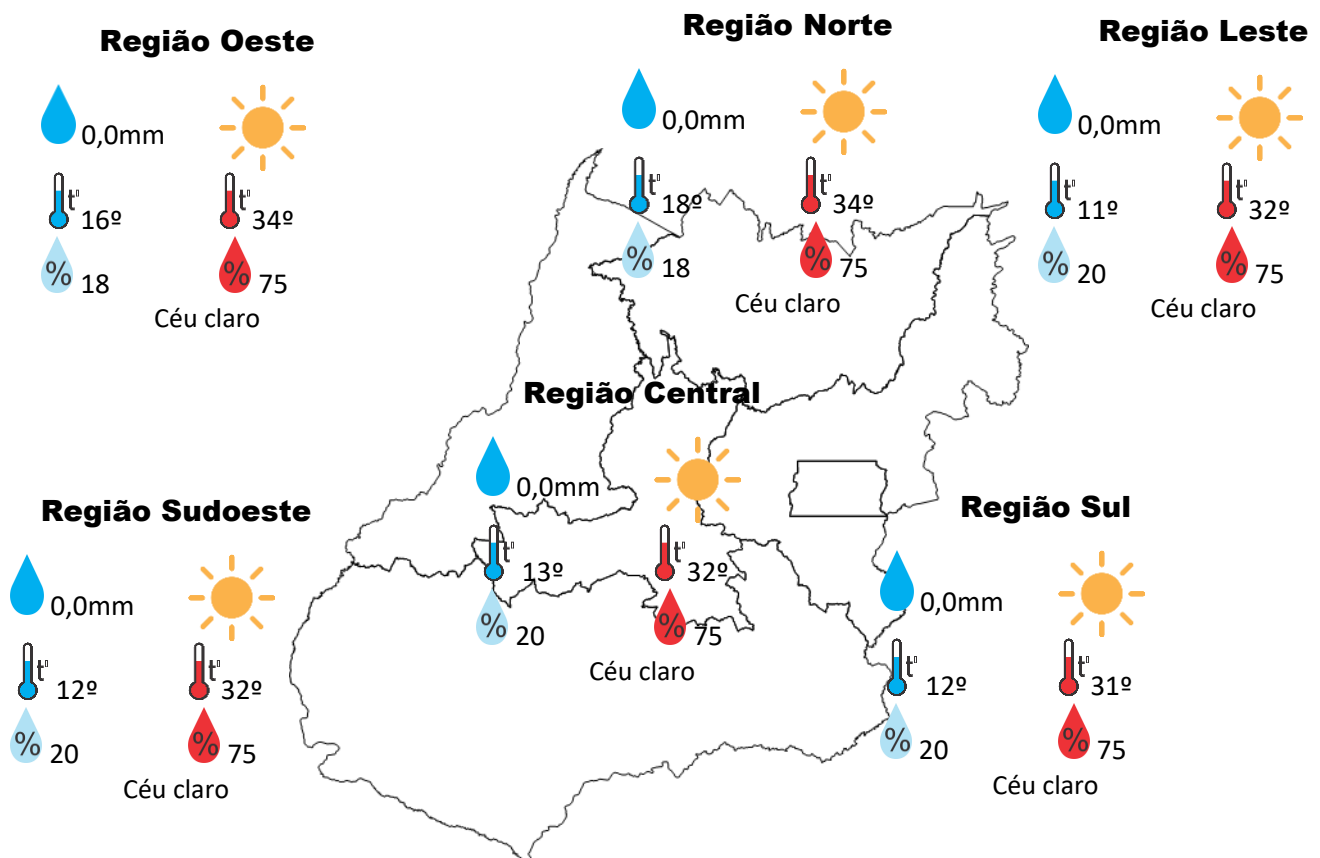 Região Oeste
0,0mm
t°
16º
t°
34º
%
18
%
75
Céu claro
Região Norte
0,0mm
t°
18º
t°
34º
%
18
%
75
Céu claro
Região Leste
0,0mm
t°
11º
t°
32º
%
20
%
75
Céu claro
Região Central
0,0mm
t°
13º
t°
32º
%
20
%
75
Céu claro
Região Sudoeste
0,0mm
t°
12º
t°
32º
%
20
%
75
Céu claro
Região Sul
0,0mm
t°
12º
t°
31º
%
20
%
75
Céu claro